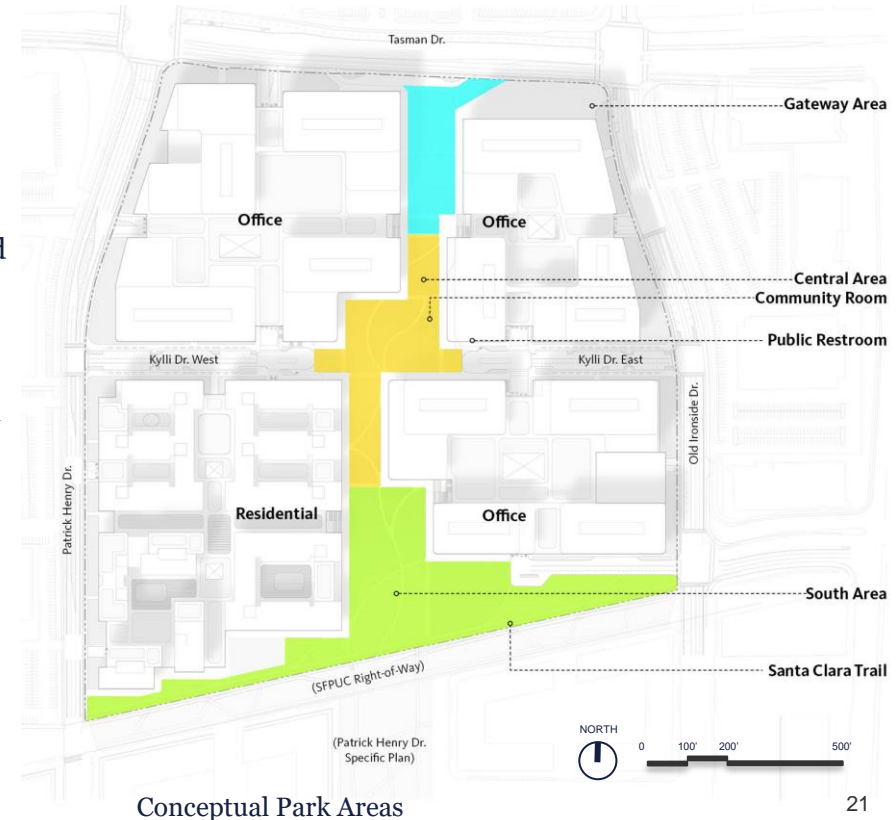 Tasman Dr.
Gateway Area
d
Office
Office
Central Area
Community Room
Public Restroom
Kylli Dr. West
Kylli Dr. East
Old Ironside Dr.
Patrick Henry Dr.
Residential
Office
South Area
(SFPUC Right-of-Way)
Santa Clara Trail
(Patrick Henry Dr.
Specific Plan)
NORTH
0 100' 200' 500'
Conceptual Park Areas
21